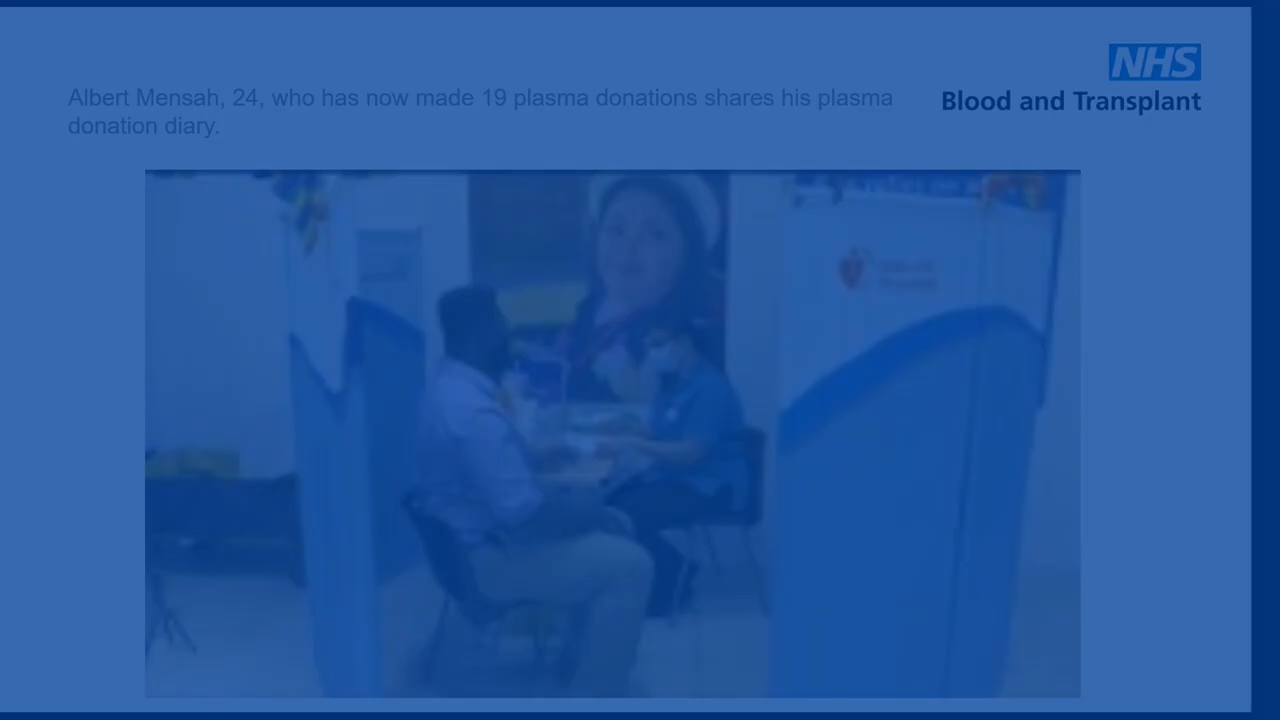 NHS
Albert Mensah, 24, who has now made 19 plasma donations shares his plasma
donation diary.
Blood and Transplant